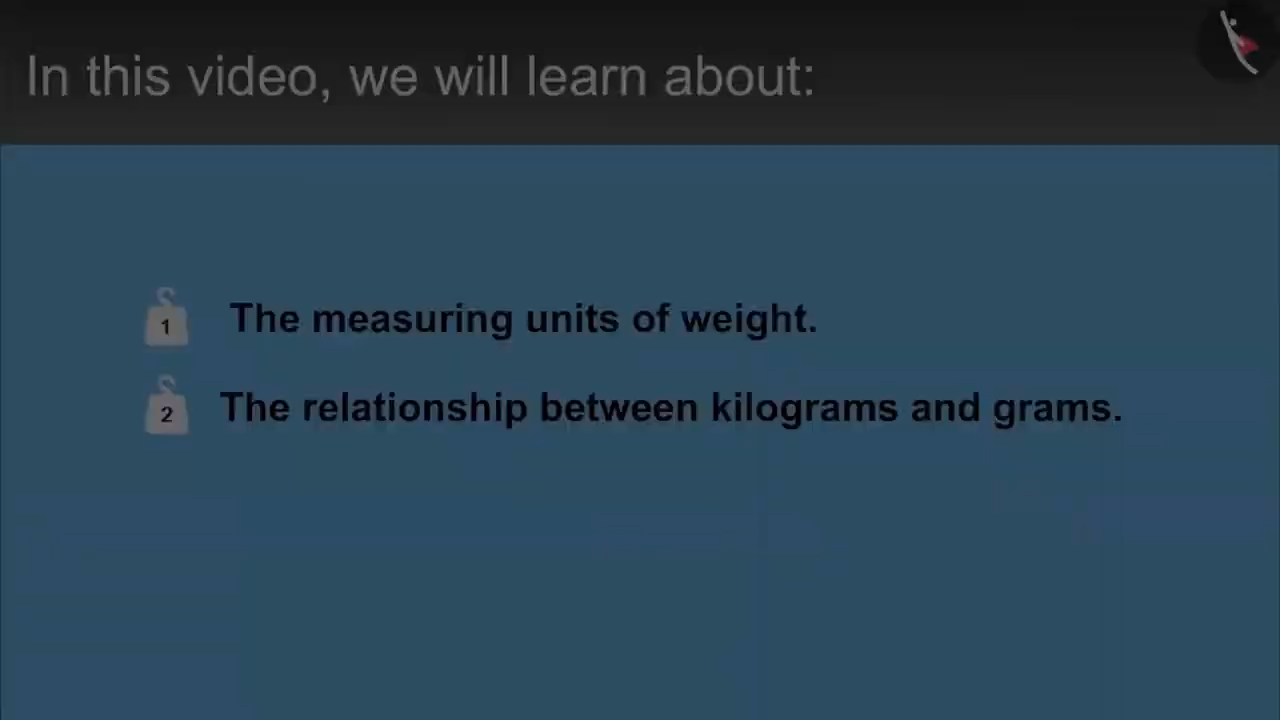 In this video, we will learn about:
1 The measuring units of weight.
2 The relationship between kilograms and grams.